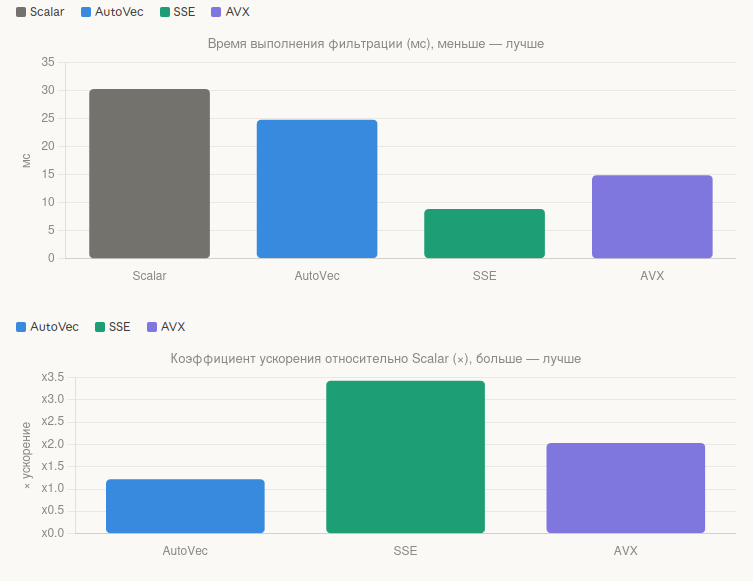 Scalar AutoVec SSE AVX
Время выполнения фильтрации (мс), меньше — лучше
35
30
25
20
15
10
5
0
мс
Scalar AutoVec SSE AVX
AutoVec SSE AVX
Коэффициент ускорения относительно Scalar (×), больше — лучше
x3.5
x3.0
x2.5
x2.0
x1.5
x1.0
x0.5
x0.0
× ускорение
AutoVec SSE AVX